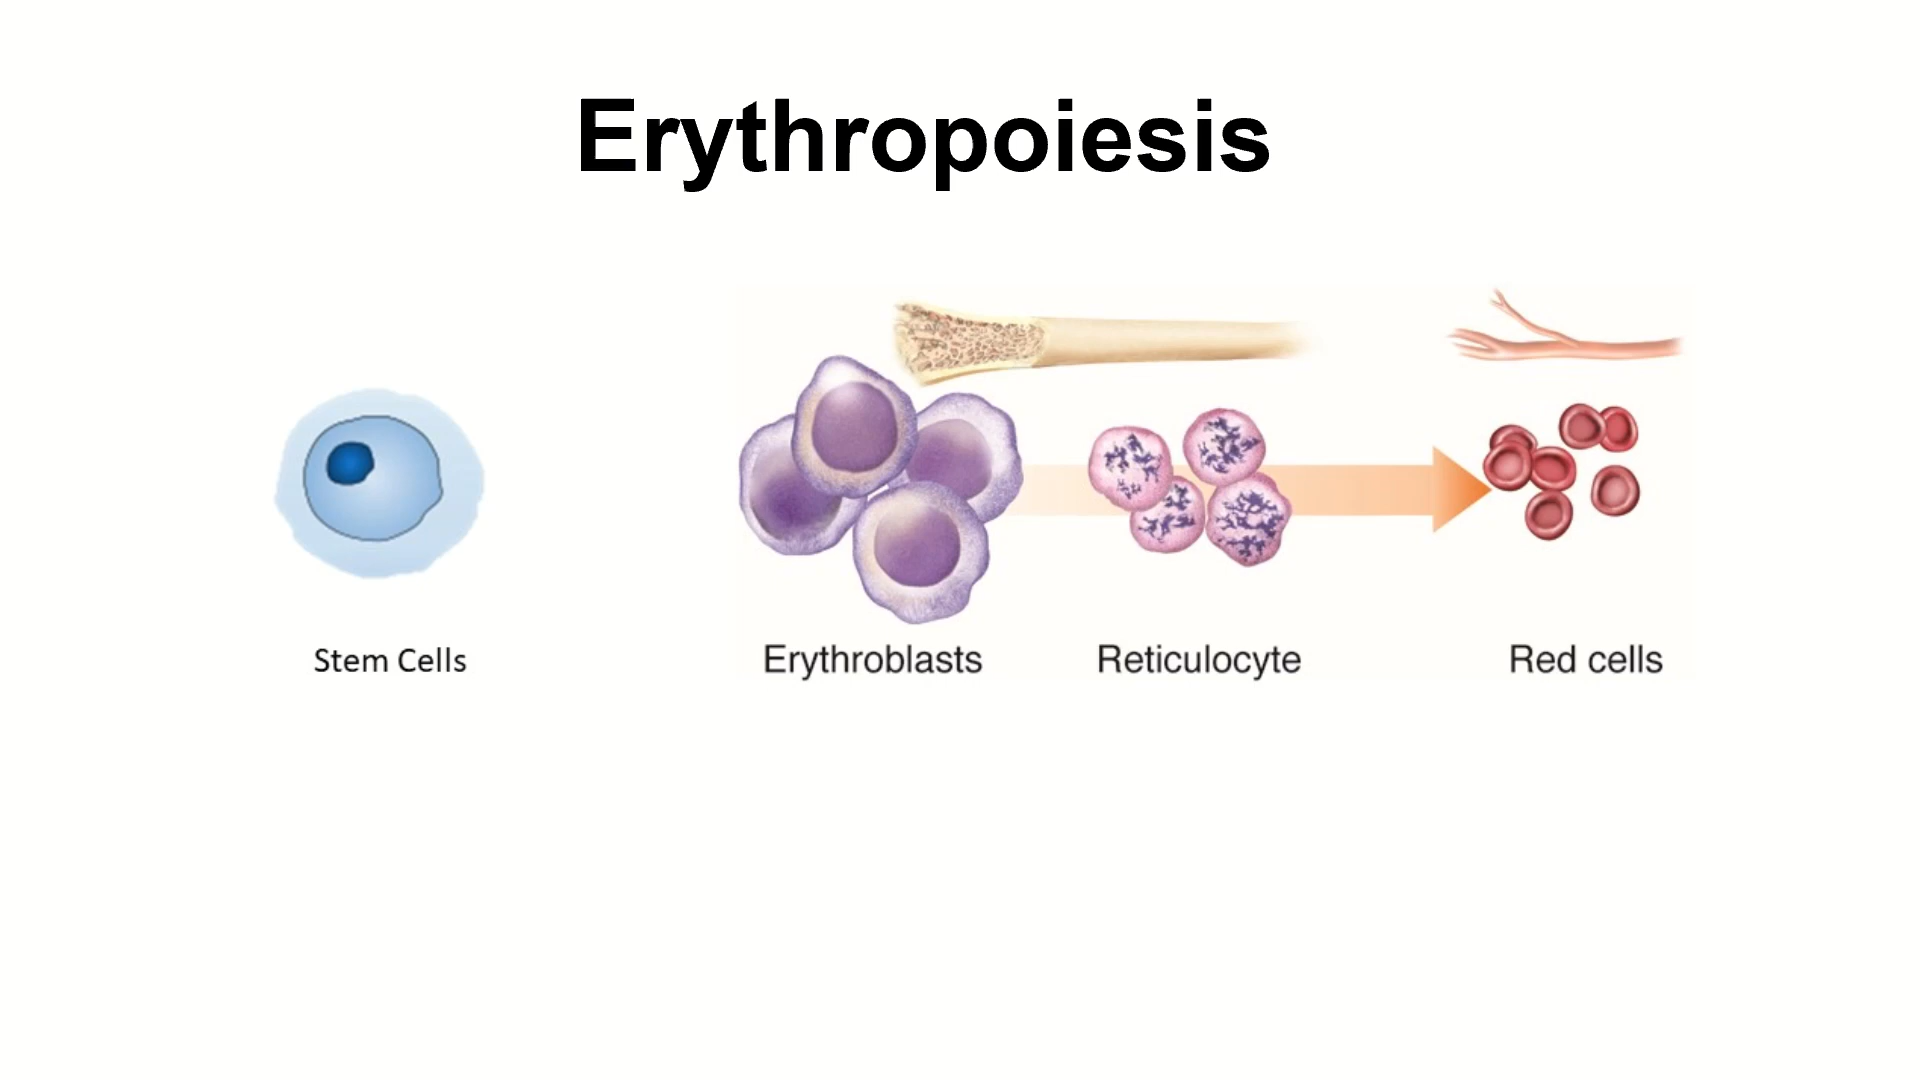 Erythropoiesis
Stem Cells
Erythroblasts
Reticulocyte
Red cells